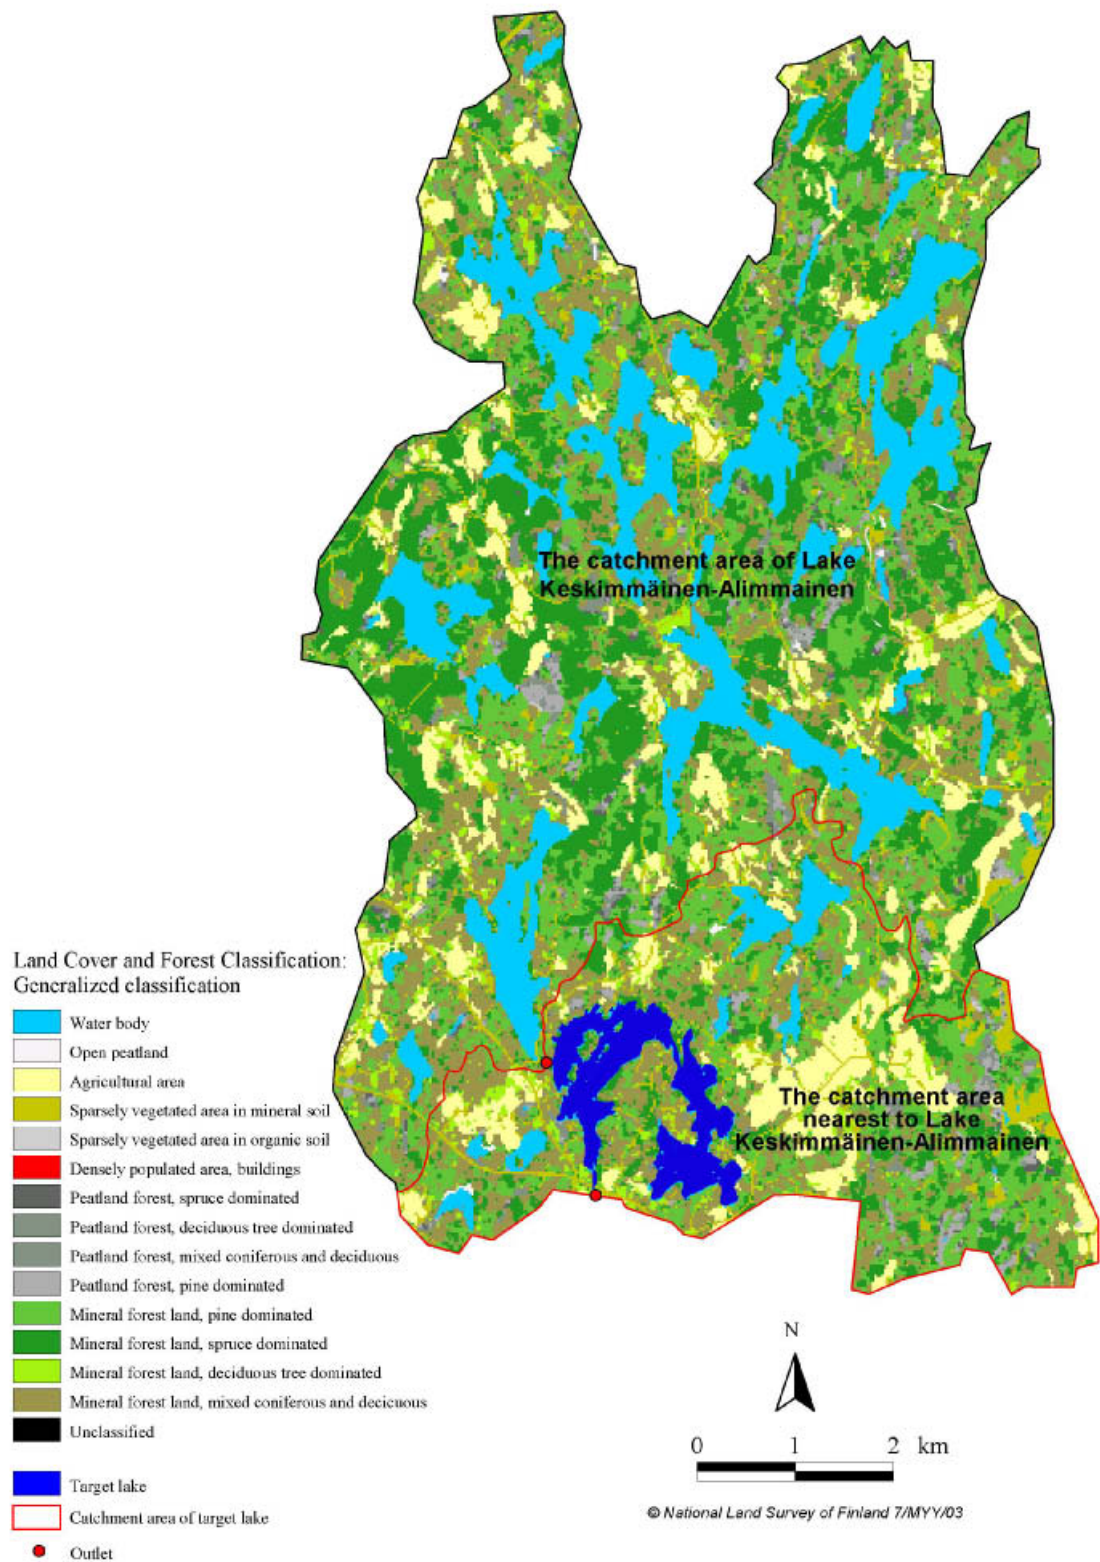 The catchment area of Lake
Keskimmäinen-Alimmainen
Land Cover and Forest Classification:
Generalized classification
Water body
Open peatland
Agricultural area
Sparsely vegetated area in mineral soil
Sparsely vegetated area in organic soil
Densely populated area, buildings
Peatland forest, spruce dominated
Peatland forest, deciduous tree dominated
Peatland forest, mixed coniferous and deciduous
Peatland forest, pine dominated
Mineral forest land, pine dominated
Mineral forest land, spruce dominated
Mineral forest land, deciduous tree dominated
Mineral forest land, mixed coniferous and decicuous
Unclassified
Target lake
Catchment area of target lake
Outlet
The catchment area
nearest to Lake
Keskimmäinen-Alimmainen
N
0 1 2 km
© National Land Survey of Finland 7/MYY/03